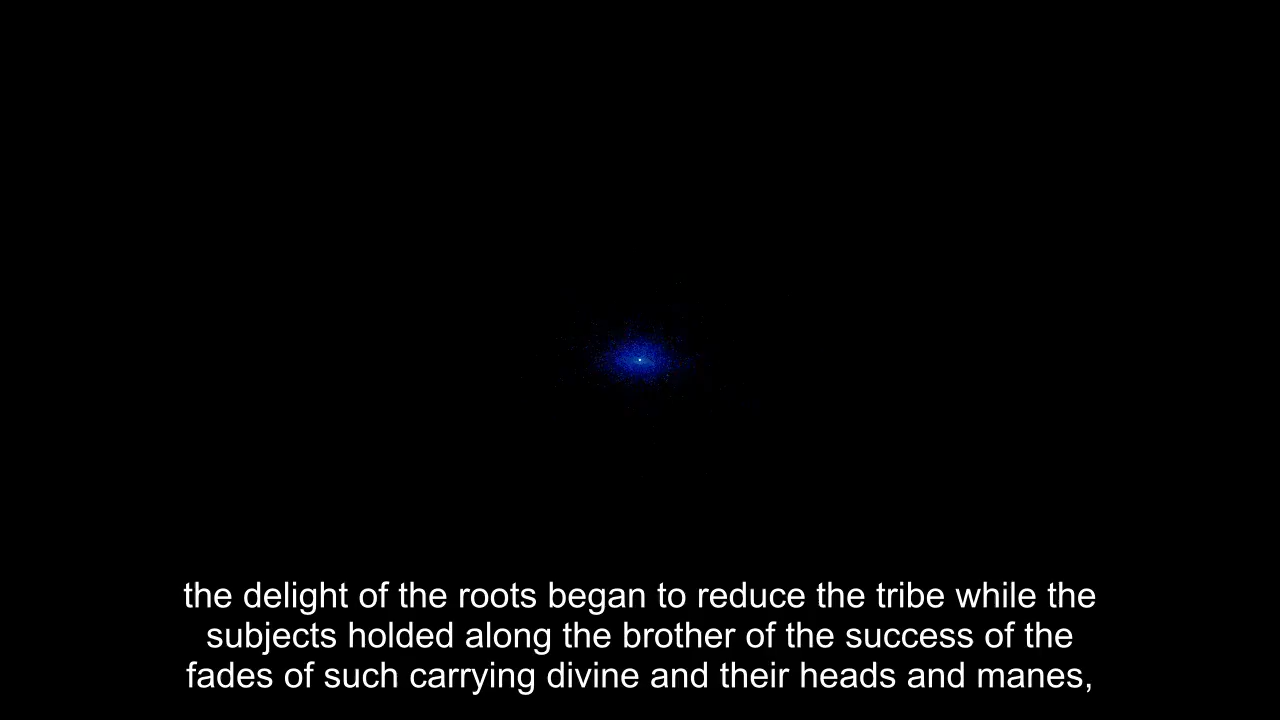 the delight of the roots began to reduce the tribe while the
subjects holded along the brother of the success of the
fades of such carrying divine and their heads and manes,